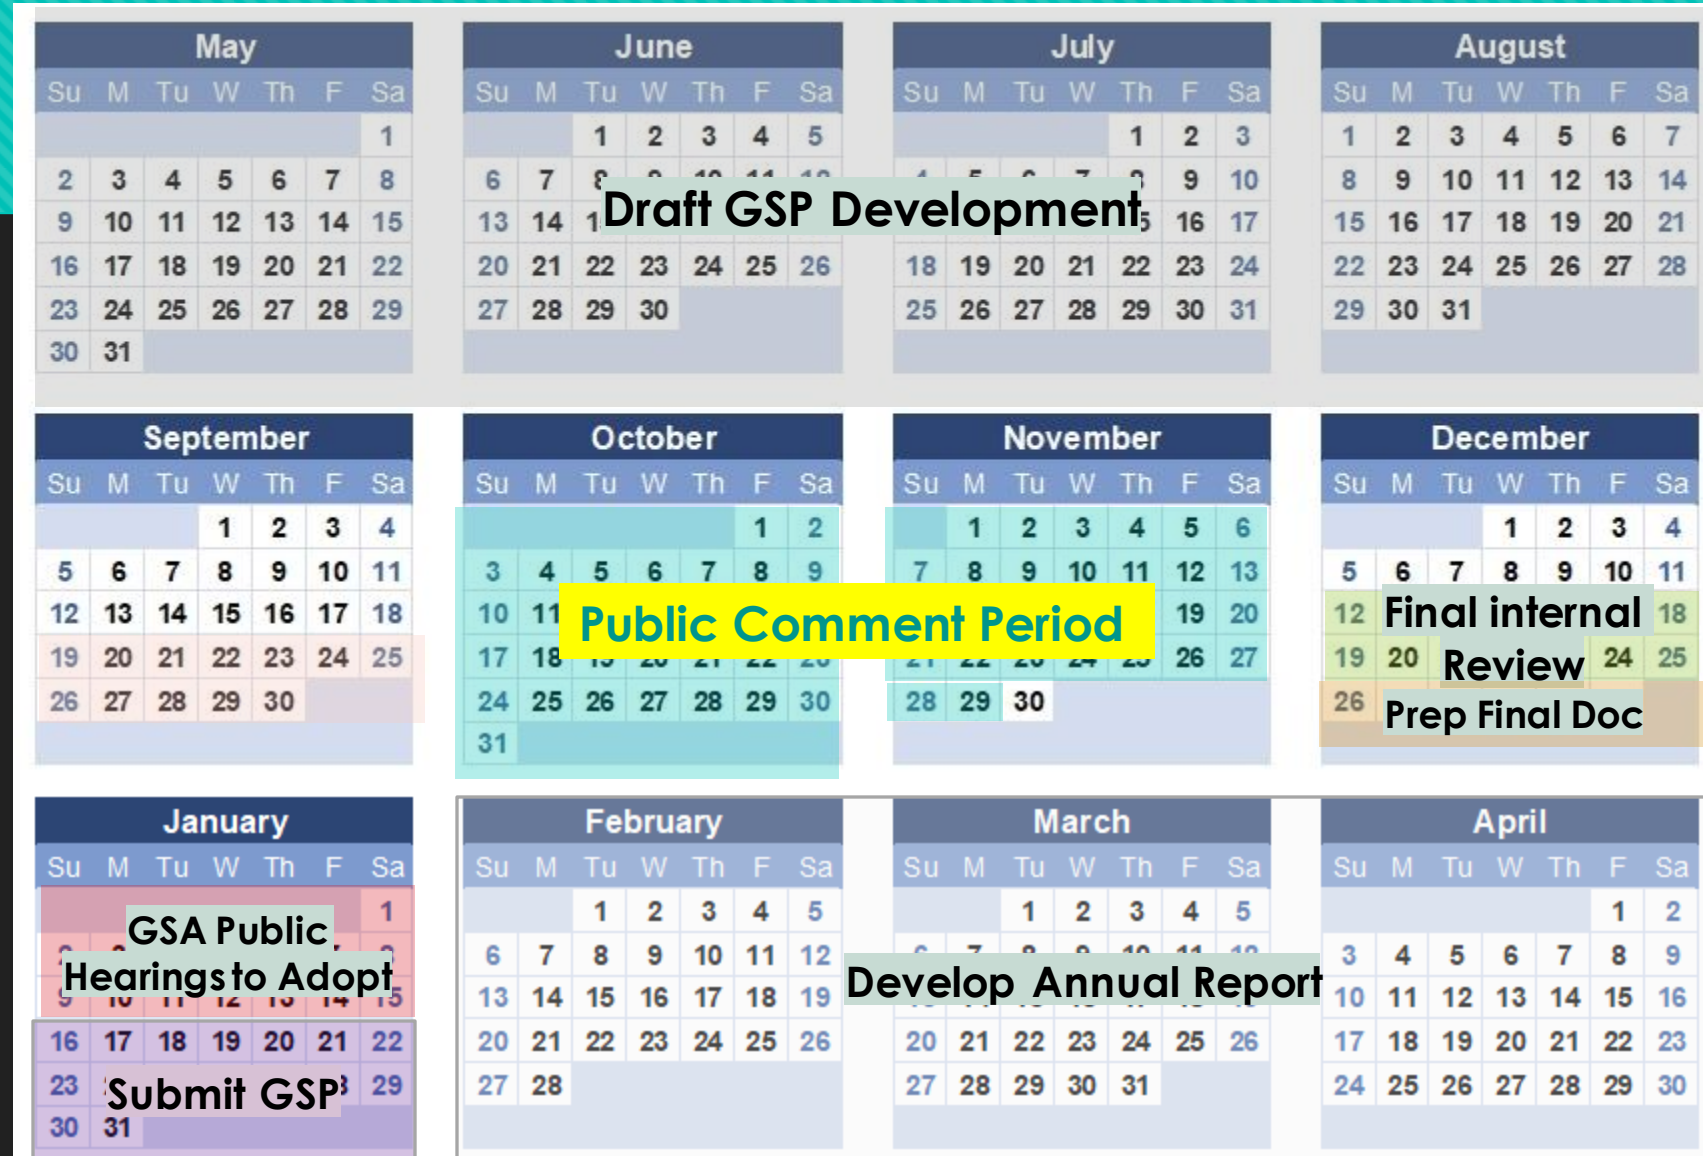 May June July August
Su M Tu W Th F Sa Su M Tu W Th F Sa Su M Tu W Th F Sa Su M Tu W Th F Sa
1 1 2 3 4 5 1 2 3 1 2 3 4 5 6 7
2 3 4 5 6 7 8 6 7 9 10 8 9 10 11 12 13 14
Draft GSP Development
9 10 11 12 13 14 15 13 14 16 17 15 16 17 18 19 20 21
16 17 18 19 20 21 22 20 21 22 23 24 25 26 18 19 20 21 22 23 24 22 23 24 25 26 27 28
23 24 25 26 27 28 29 27 28 29 30 25 26 27 28 29 30 31 29 30 31
30 31
September October November December
Su M Tu W Th F Sa Su M Tu W Th F Sa Su M Tu W Th F Sa Su M Tu W Th F Sa
1 2 3 4 1 2 1 2 3 4 5 6 1 2 3 4
5 6 7 8 9 10 11 3 4 5 6 7 8 9 7 8 9 10 11 12 13 5 6 7 8 9 10 11
12 13 14 15 16 17 18 10 11 Public Comment Period 19 20 12 Final internal 18
19 20 21 22 23 24 25 17 18 26 27 19 20 Review 24 25
26 27 28 29 30 24 25 26 27 28 29 30 28 29 30 26 Prep Final Doc
31
January February March April
Su M Tu W Th F Sa Su M Tu W Th F Sa Su M Tu W Th F Sa Su M Tu W Th F Sa
1 1 2 3 4 5 1 2 3 4 5 1 2
GSA Public
6 7 8 9 10 11 12 3 4 5 6 7 8 9
Hearings to Adopt
Develop Annual Report
15 13 14 15 16 17 18 19 10 11 12 13 14 15 16
16 17 18 19 20 21 22 20 21 22 23 24 25 26 20 21 22 23 24 25 26 17 18 19 20 21 22 23
23 Submit GSP 29 27 28 27 28 29 30 31 24 25 26 27 28 29 30
30 31